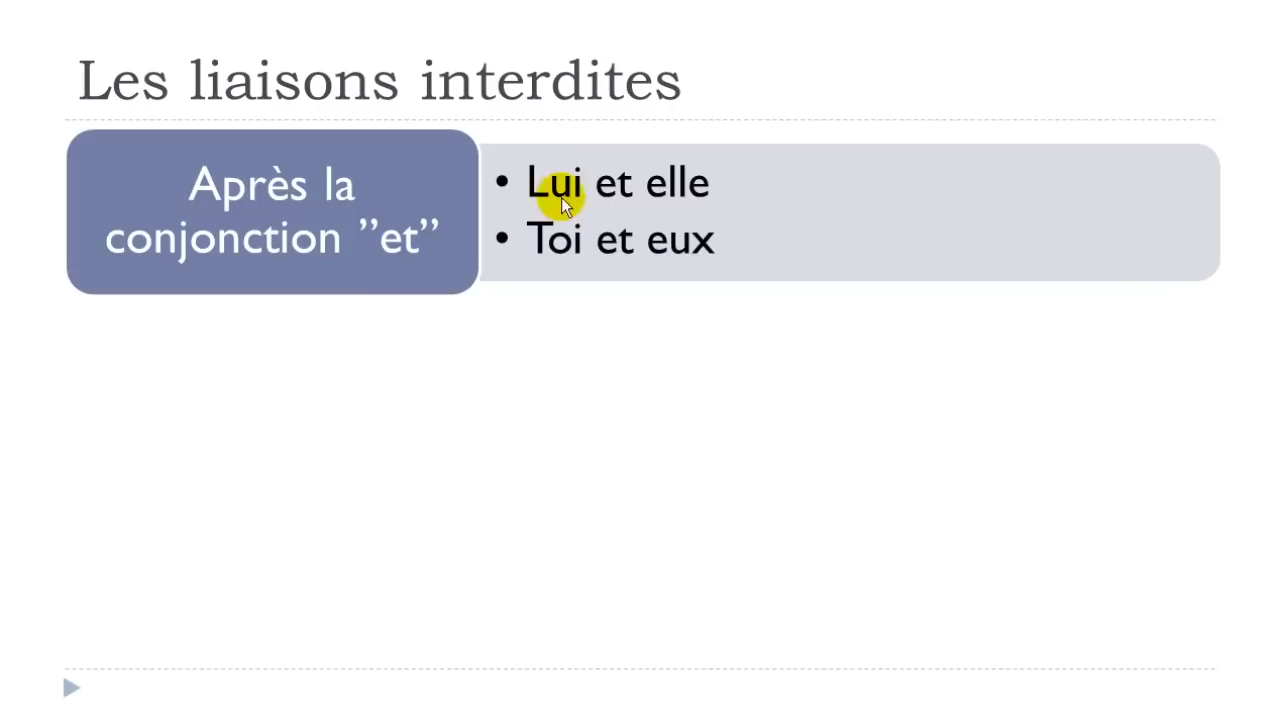 Les liaisons interdites
Après la
conjonction ”et”
• Lui et elle
• Toi et eux